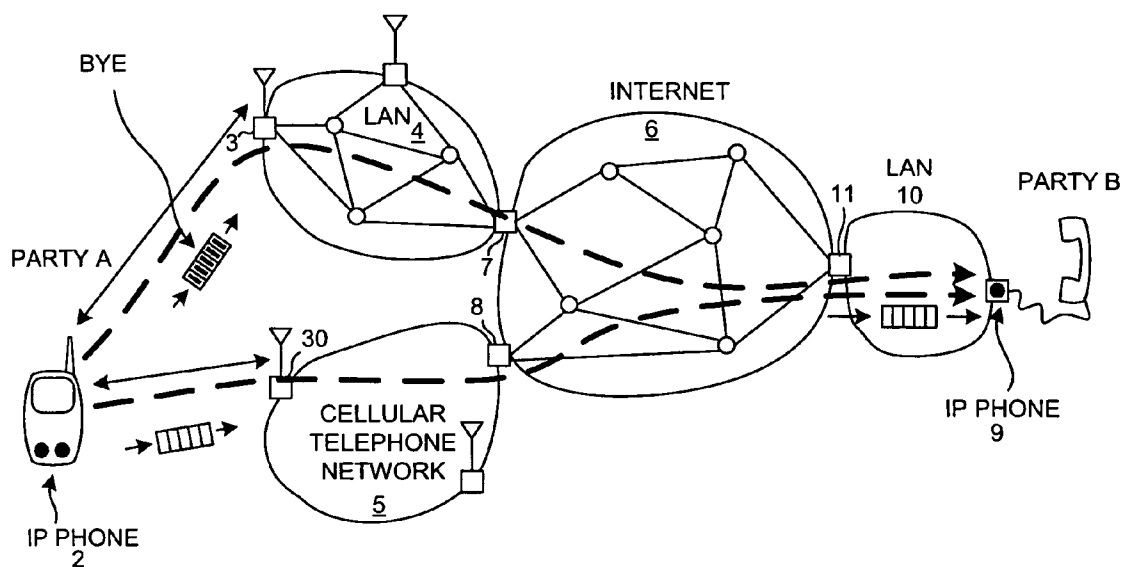 BYE
LAN
4
3
INTERNET
6
LAN
10
PARTY B
11
PARTY A
7
8
30
CELLULAR
TELEPHONE
NETWORK
5
IP PHONE
9
IP PHONE
2